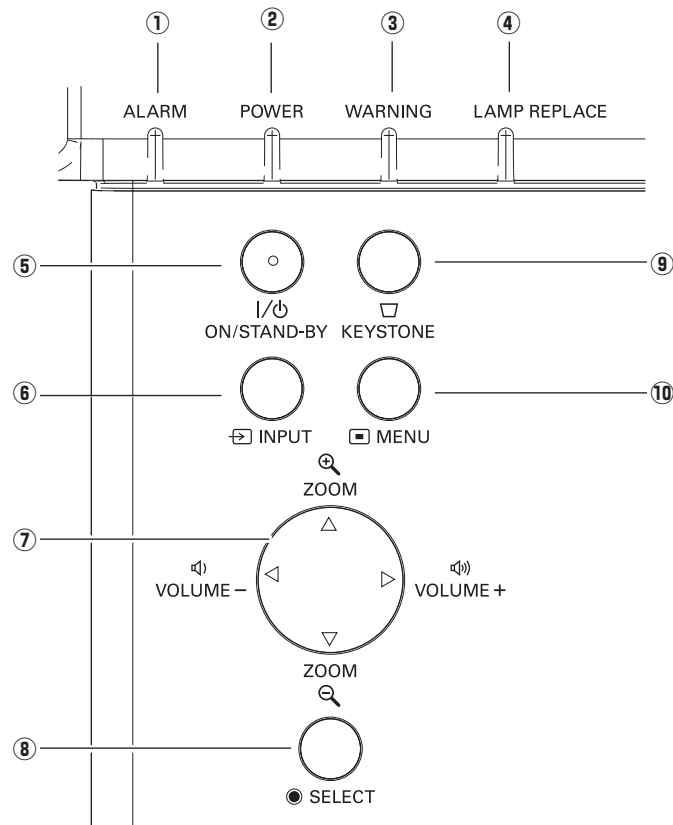 ① ② ③ ④
ALARM POWER WARNING LAMP REPLACE
⑤ ⑨
ON/STAND-BY KEYSTONE
⑥ ⑩
INPUT MENU
ZOOM
⑦
VOLUME – VOLUME +
ZOOM
⑧
SELECT